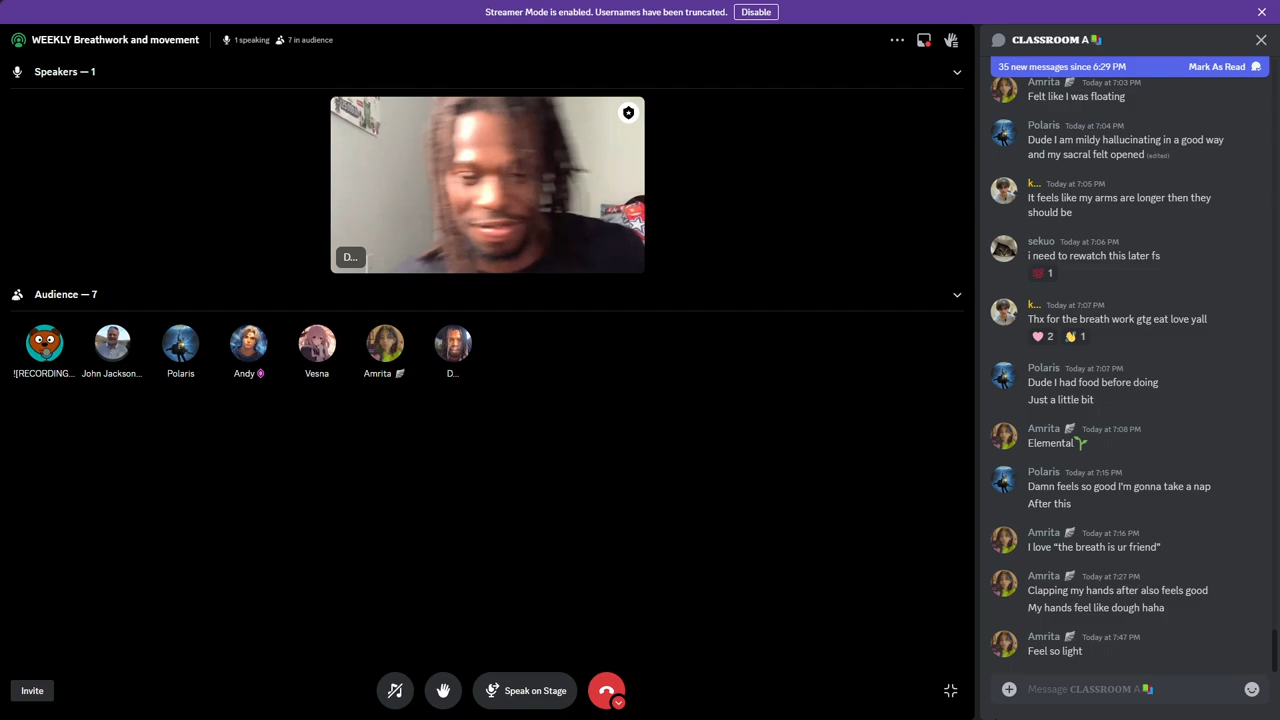 Streamer Mode is enabled. Usernames have been truncated.
Disable
WEEKLY Breathwork and movement
1 speaking
7 in audience
Speakers — 1
D...
Audience — 7
![RECORDING...
John Jackson...
Polaris
Andy
Vesna
Amrita
D...
Invite
Speak on Stage
CLASSROOM A
35 new messages since 6:29 PM
Mark As Read
Amrita Today at 7:03 PM
Felt like I was floating
Polaris Today at 7:04 PM
Dude I am mildy hallucinating in a good way
and my sacral felt opened (edited)
k... Today at 7:05 PM
It feels like my arms are longer then they
should be
sekuo Today at 7:06 PM
i need to rewatch this later fs
1
k... Today at 7:07 PM
Thx for the breath work gtg eat love yall
2 1
Polaris Today at 7:07 PM
Dude I had food before doing
Just a little bit
Amrita Today at 7:08 PM
Elemental
Polaris Today at 7:15 PM
Damn feels so good I'm gonna take a nap
After this
Amrita Today at 7:16 PM
I love “the breath is ur friend”
Amrita Today at 7:27 PM
Clapping my hands after also feels good
My hands feel like dough haha
Amrita Today at 7:47 PM
Feel so light
Message CLASSROOM A